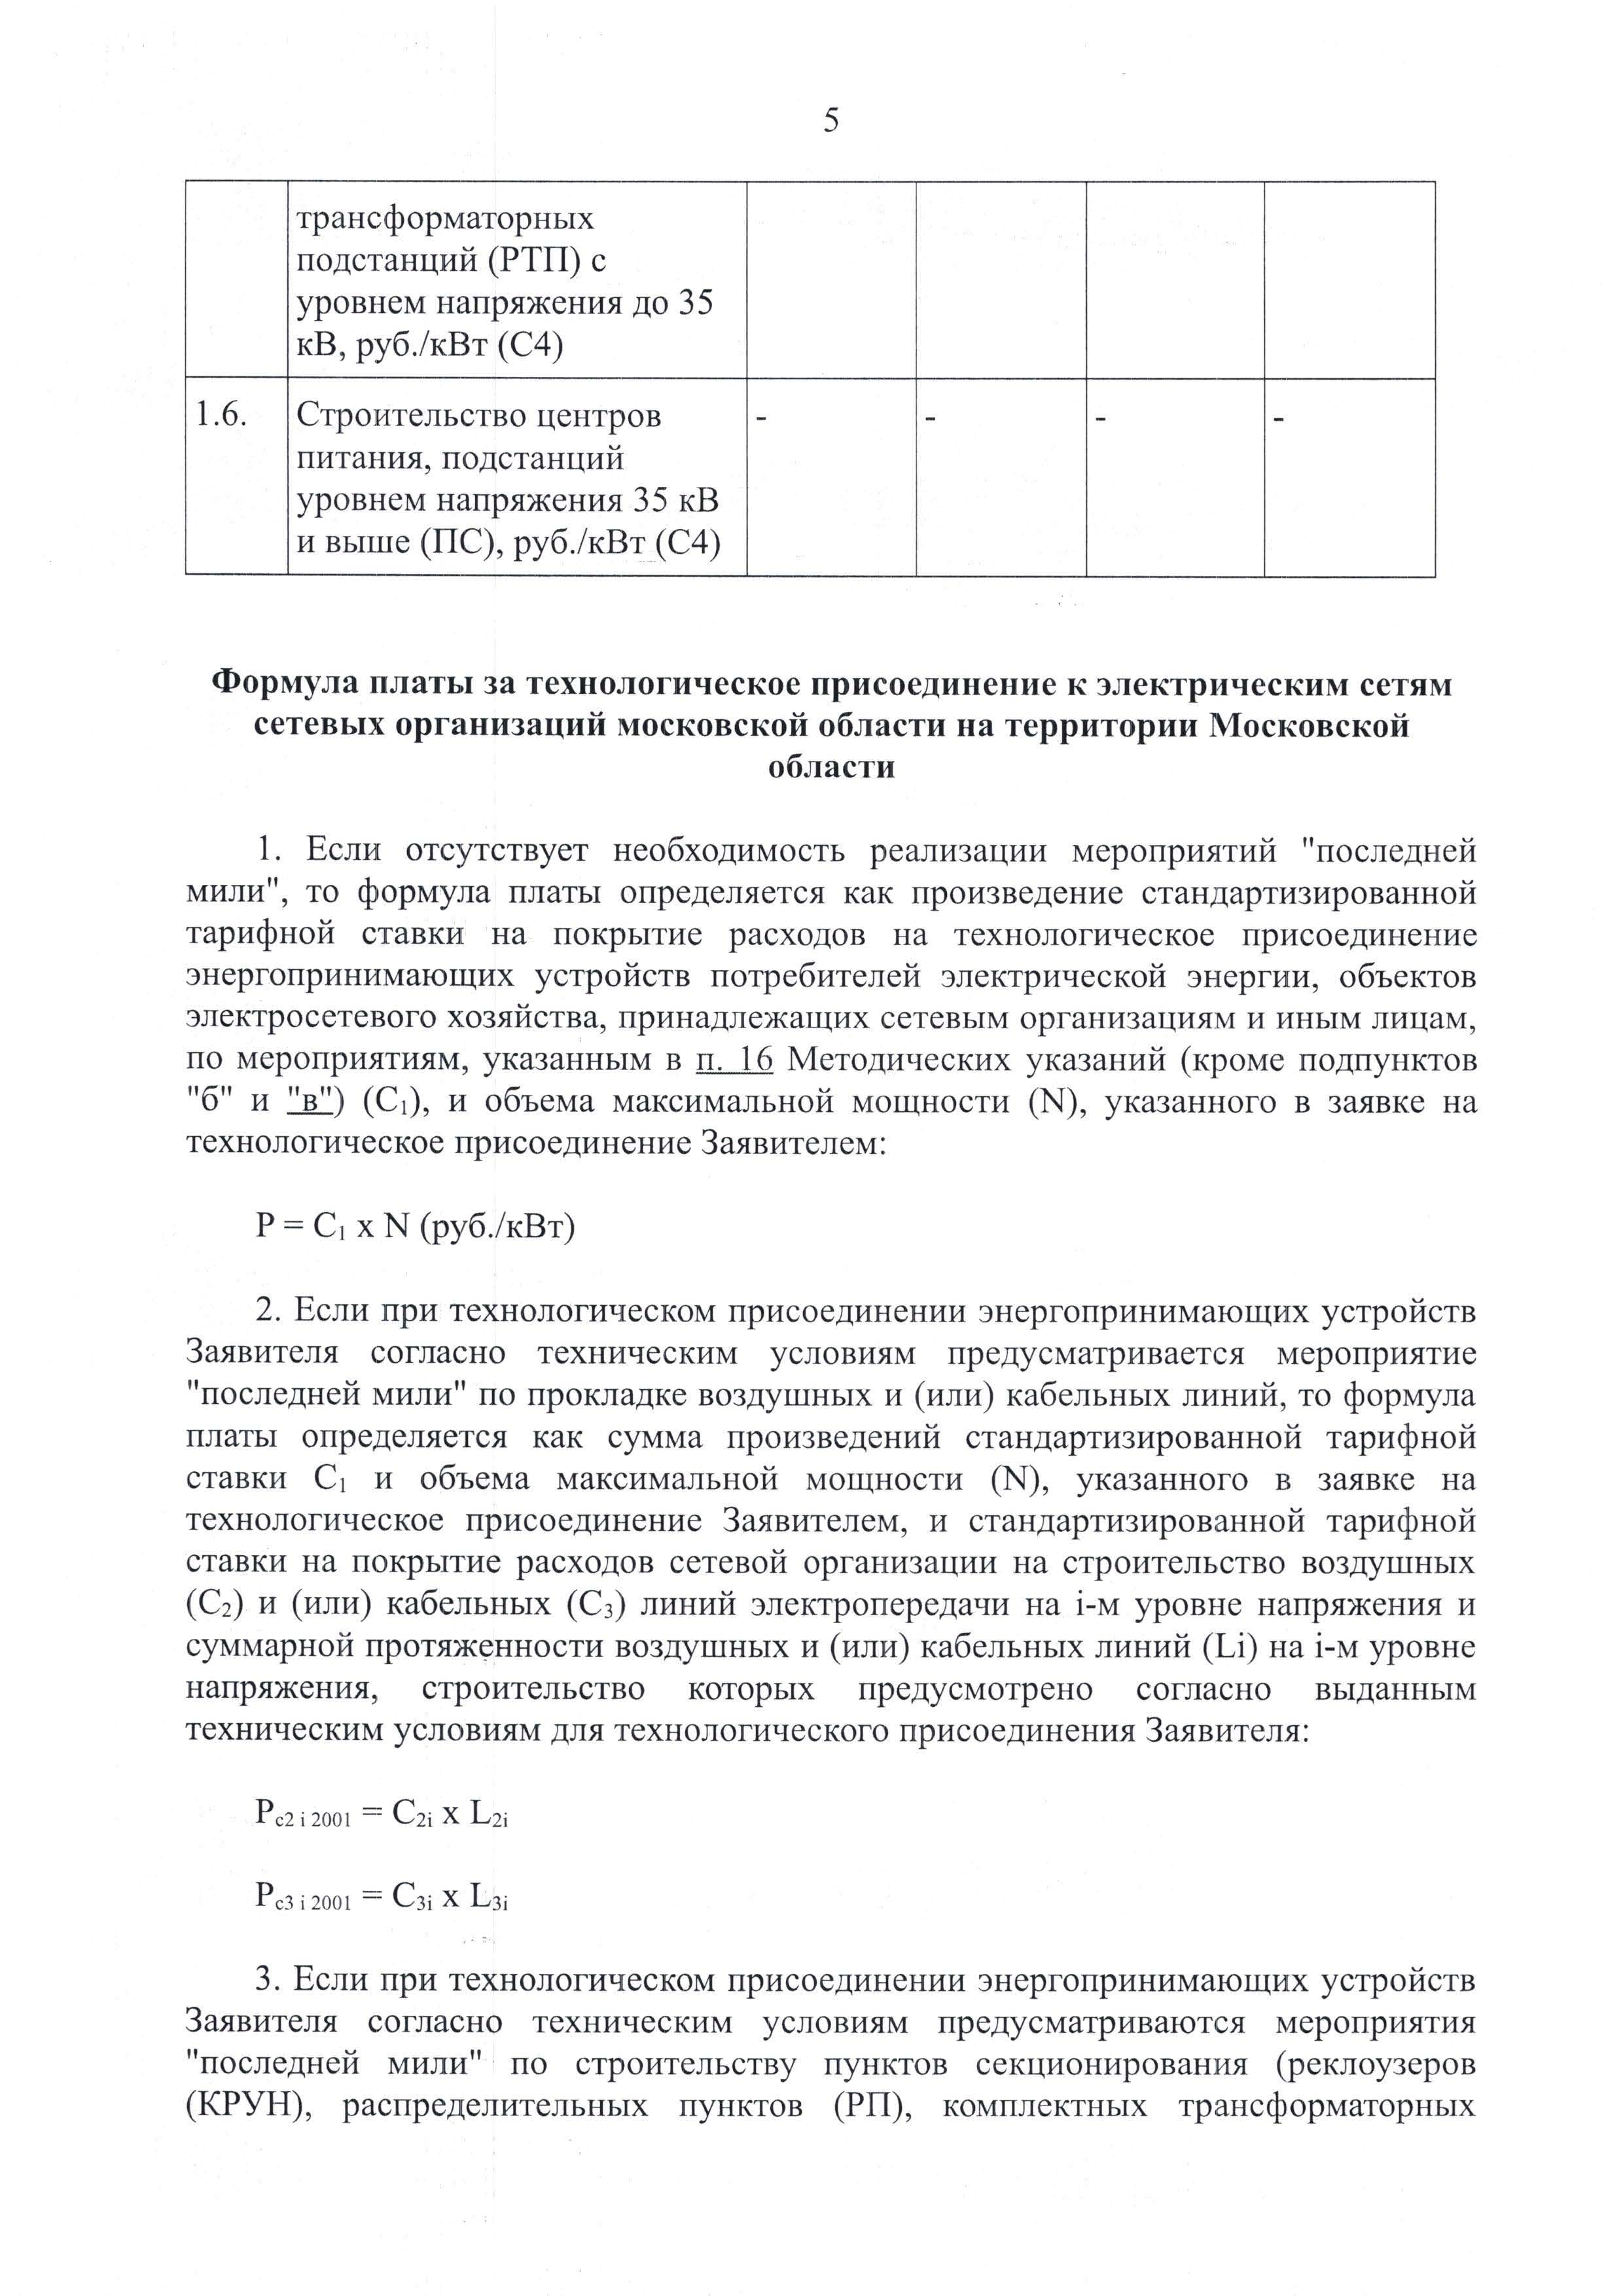 5
трансформаторных
подстанций (РТП) с
уровнем напряжения до 35
кВ, руб./кВт (С4)
1.6. Строительство центров - - - -
питания, подстанций
уровнем напряжения 35 кВ
и выше (ПС), руб./кВт (С4)
Формула платы за технологическое присоединение к электрическим сетям
сетевых организаций московской области на территории Московской
области
1. Если отсутствует необходимость реализации мероприятий "последней
мили", то формула платы определяется как произведение стандартизированной
тарифной ставки на покрытие расходов на технологическое присоединение
энергопринимающих устройств потребителей электрической энергии, объектов
электросетевого хозяйства, принадлежащих сетевым организациям и иным лицам,
по мероприятиям, указанным в п. 16 Методических указаний (кроме подпунктов
"б" и "в") (С₁), и объема максимальной мощности (N), указанного в заявке на
технологическое присоединение Заявителем:
Р = С₁ х N (руб./кВт)
2. Если при технологическом присоединении энергопринимающих устройств
Заявителя согласно техническим условиям предусматривается мероприятие
"последней мили" по прокладке воздушных и (или) кабельных линий, то формула
платы определяется как сумма произведений стандартизированной тарифной
ставки С₁ и объема максимальной мощности (N), указанного в заявке на
технологическое присоединение Заявителем, и стандартизированной тарифной
ставки на покрытие расходов сетевой организации на строительство воздушных
(С₂) и (или) кабельных (С₃) линий электропередачи на i-м уровне напряжения и
суммарной протяженности воздушных и (или) кабельных линий (Li) на i-м уровне
напряжения, строительство которых предусмотрено согласно выданным
техническим условиям для технологического присоединения Заявителя:
Рс2 i 2001 = С2i х L2i
Рс3 i 2001 = С3i х L3i
3. Если при технологическом присоединении энергопринимающих устройств
Заявителя согласно техническим условиям предусматриваются мероприятия
"последней мили" по строительству пунктов секционирования (реклоузеров
(КРУН), распределительных пунктов (РП), комплектных трансформаторных